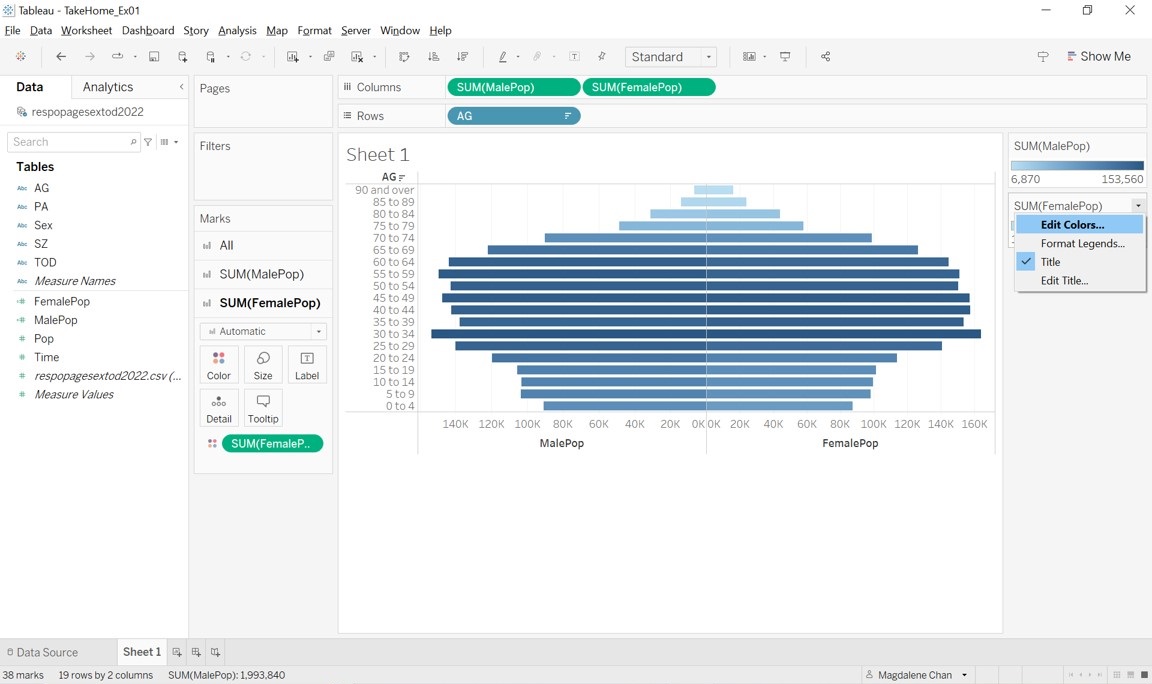 Tableau - TakeHome_Ex01
File Data Worksheet Dashboard Story Analysis Map Format Server Window Help
Standard
Show Me
Data Analytics
Pages
Columns SUM(MalePop) SUM(FemalePop)
respopagesextod2022
Rows AG
Search
Filters
Sheet 1
SUM(MalePop)
6,870 153,560
Tables
AG
PA
Sex
SZ
TOD
Measure Names
FemalePop
MalePop
Pop
Time
respopagesextod2022.csv (...
Measure Values
Marks
All
SUM(MalePop)
SUM(FemalePop)
Automatic
Color Size Label
Detail Tooltip
SUM(FemaleP..
AG
90 and over
85 to 89
80 to 84
75 to 79
70 to 74
65 to 69
60 to 64
55 to 59
50 to 54
45 to 49
40 to 44
35 to 39
30 to 34
25 to 29
20 to 24
15 to 19
10 to 14
5 to 9
0 to 4
140K 120K 100K 80K 60K 40K 20K 0K 0K 20K 40K 60K 80K 100K 120K 140K 160K
MalePop FemalePop
SUM(FemalePop)
Edit Colors...
Format Legends...
Title
Edit Title...
Data Source Sheet 1
38 marks 19 rows by 2 columns SUM(MalePop): 1,993,840
Magdalene Chan